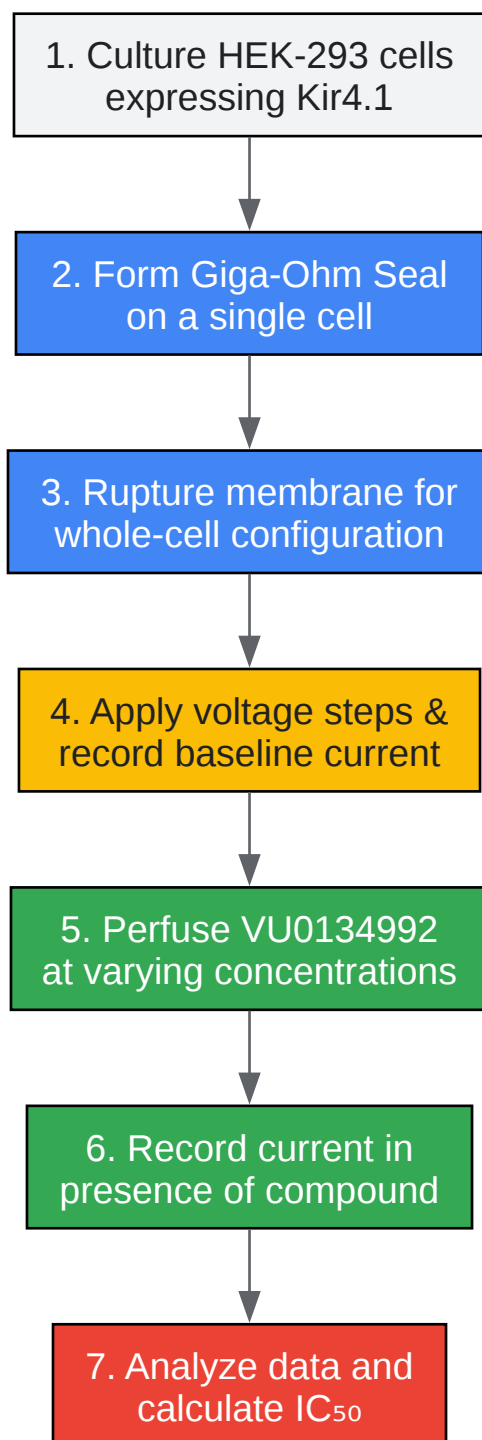 1. Culture HEK-293 cells
expressing Kir4.1
2. Form Giga-Ohm Seal
on a single cell
3. Rupture membrane for
whole-cell configuration
4. Apply voltage steps &
record baseline current
5. Perfuse VU0134992
at varying concentrations
6. Record current in
presence of compound
7. Analyze data and
calculate IC₅₀